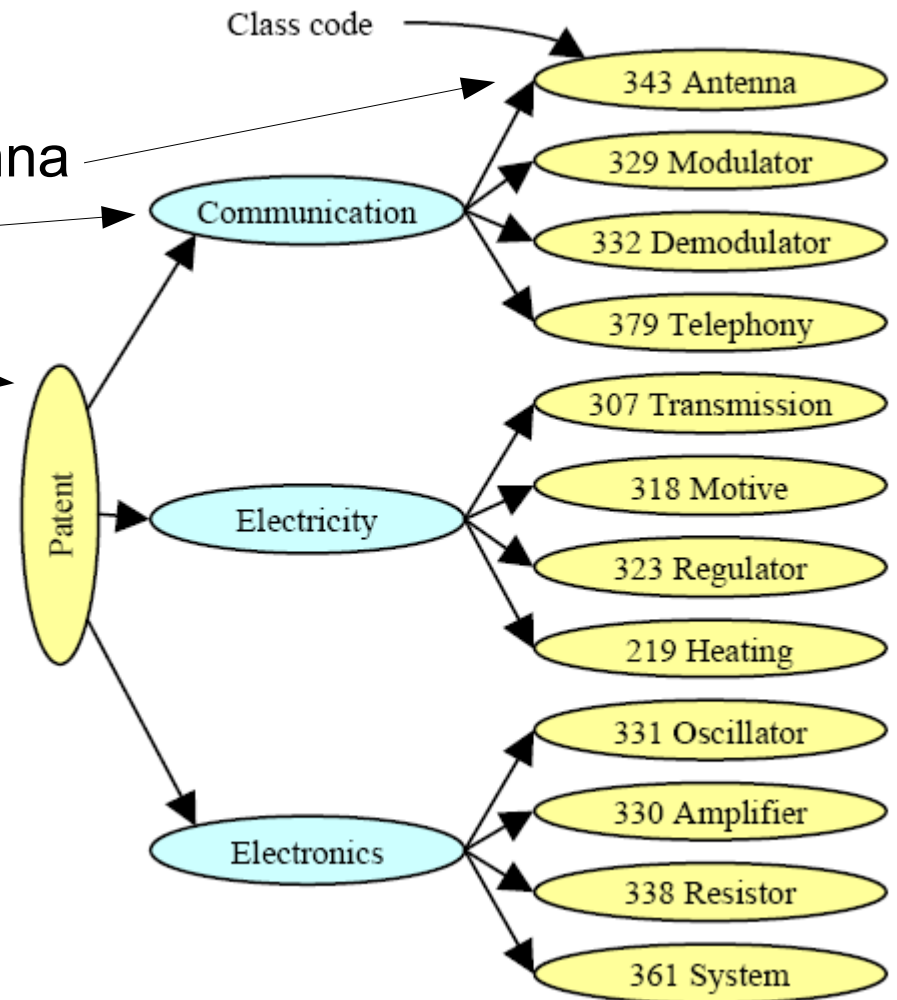 Class code
343 Antenna
nna
329 Modulator
Communication
332 Demodulator
379 Telephony
307 Transmission
318 Motive
Patent
Electricity
323 Regulator
219 Heating
331 Oscillator
330 Amplifier
Electronics
338 Resistor
361 System